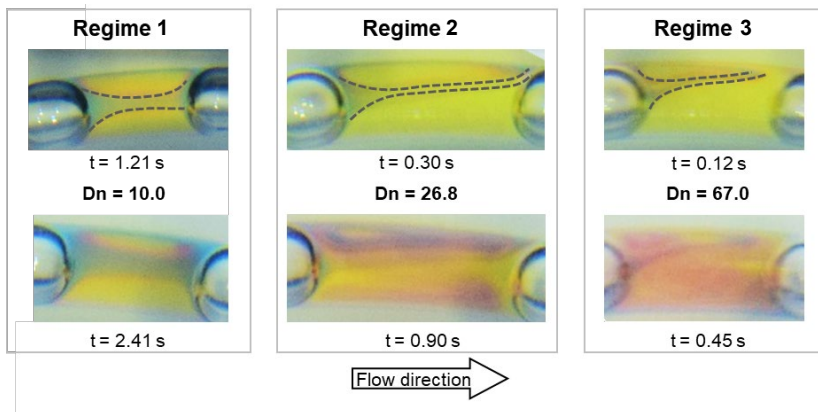 Regime 1
Regime 2
Regime 3
t = 1.21 s
t = 0.30 s
t = 0.12 s
Dn = 10.0
Dn = 26.8
Dn = 67.0
t = 2.41 s
t = 0.90 s
t = 0.45 s
Flow direction